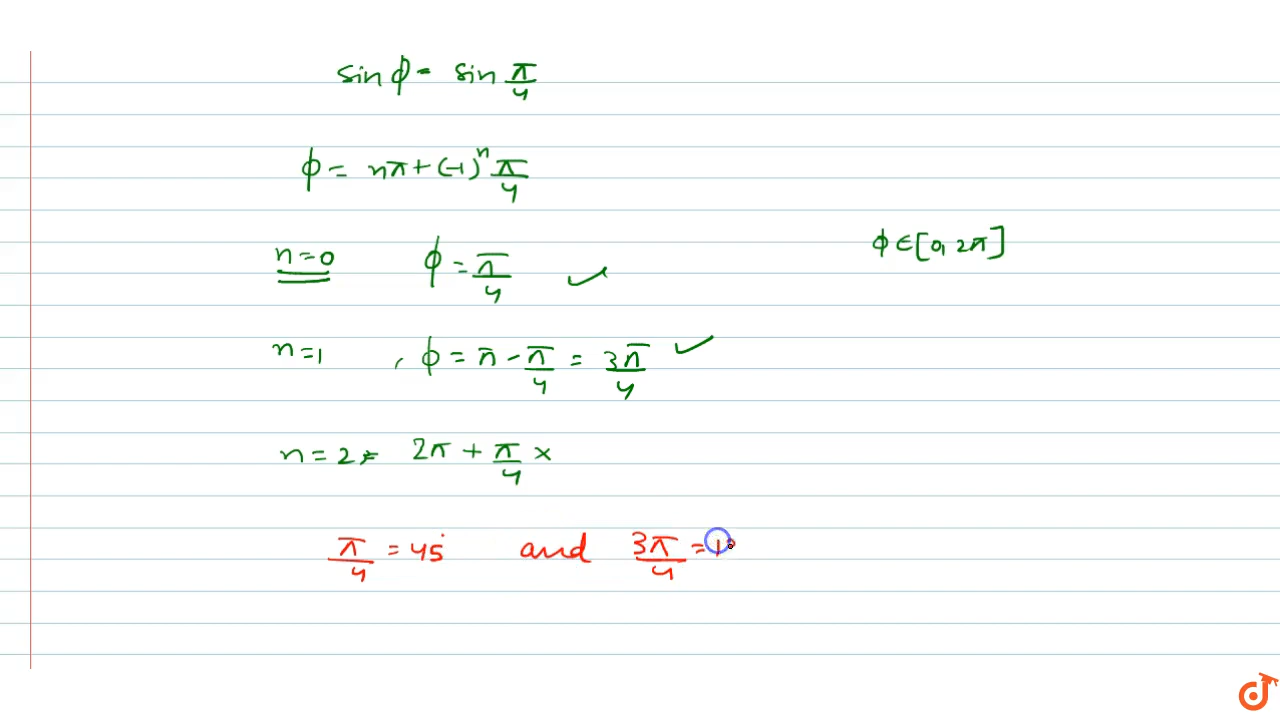 sin ϕ = sin π/4
ϕ = nπ + (-1)ⁿ π/4
ϕ ∈ [0, 2π]
n = 0 ϕ = π/4 ✓
n = 1 , ϕ = π - π/4 = 3π/4 ✓
n = 2 = 2π + π/4 ×
π/4 = 45° and 3π/4 =